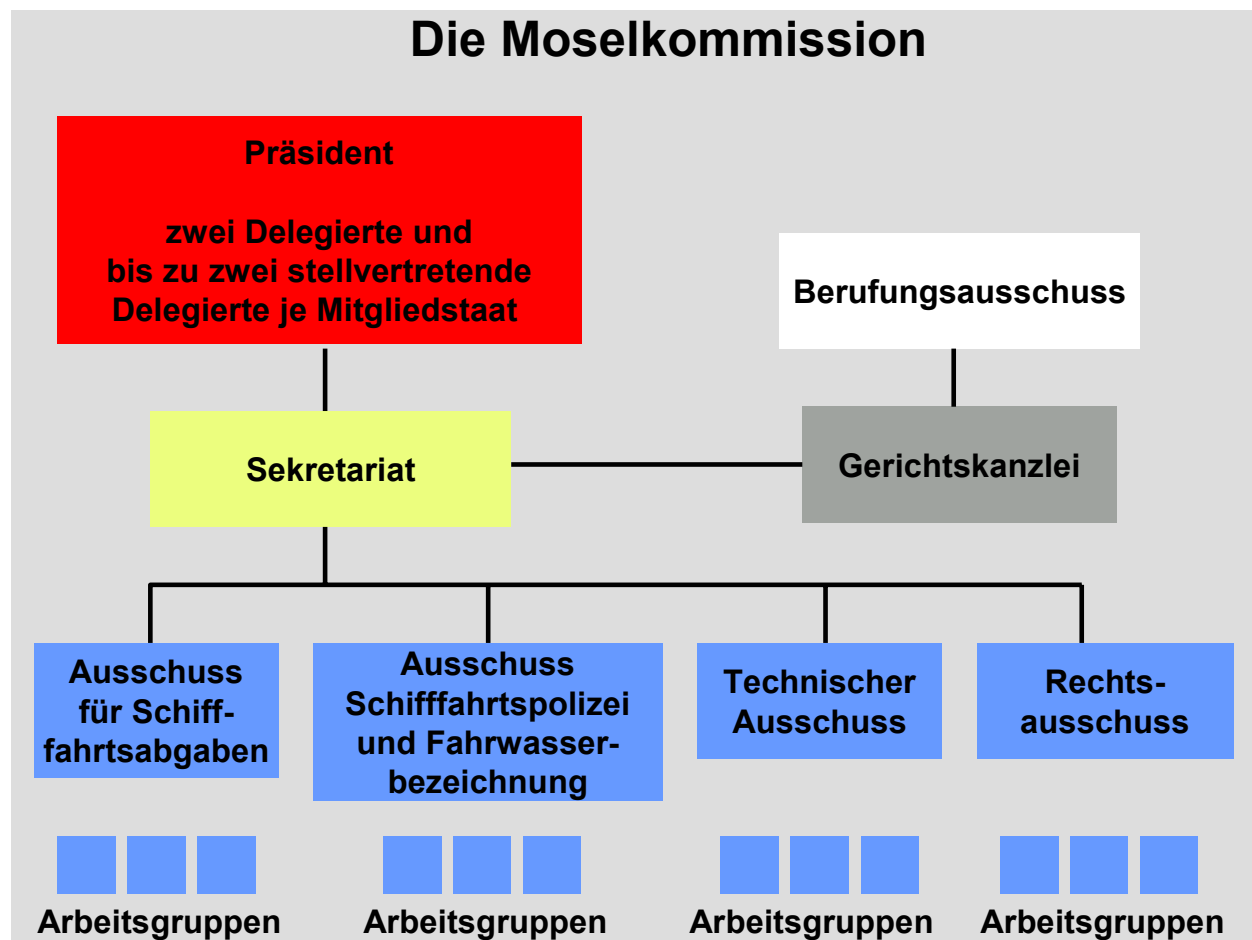 Die Moselkommission
Präsident
zwei Delegierte und
bis zu zwei stellvertretende
Delegierte je Mitgliedstaat
Berufungsausschuss
Sekretariat
Gerichtskanzlei
Ausschuss
für Schiff-
fahrtsabgaben
Ausschuss
Schifffahrtspolizei
und Fahrwasser-
bezeichnung
Technischer
Ausschuss
Rechts-
ausschuss
Arbeitsgruppen
Arbeitsgruppen
Arbeitsgruppen
Arbeitsgruppen